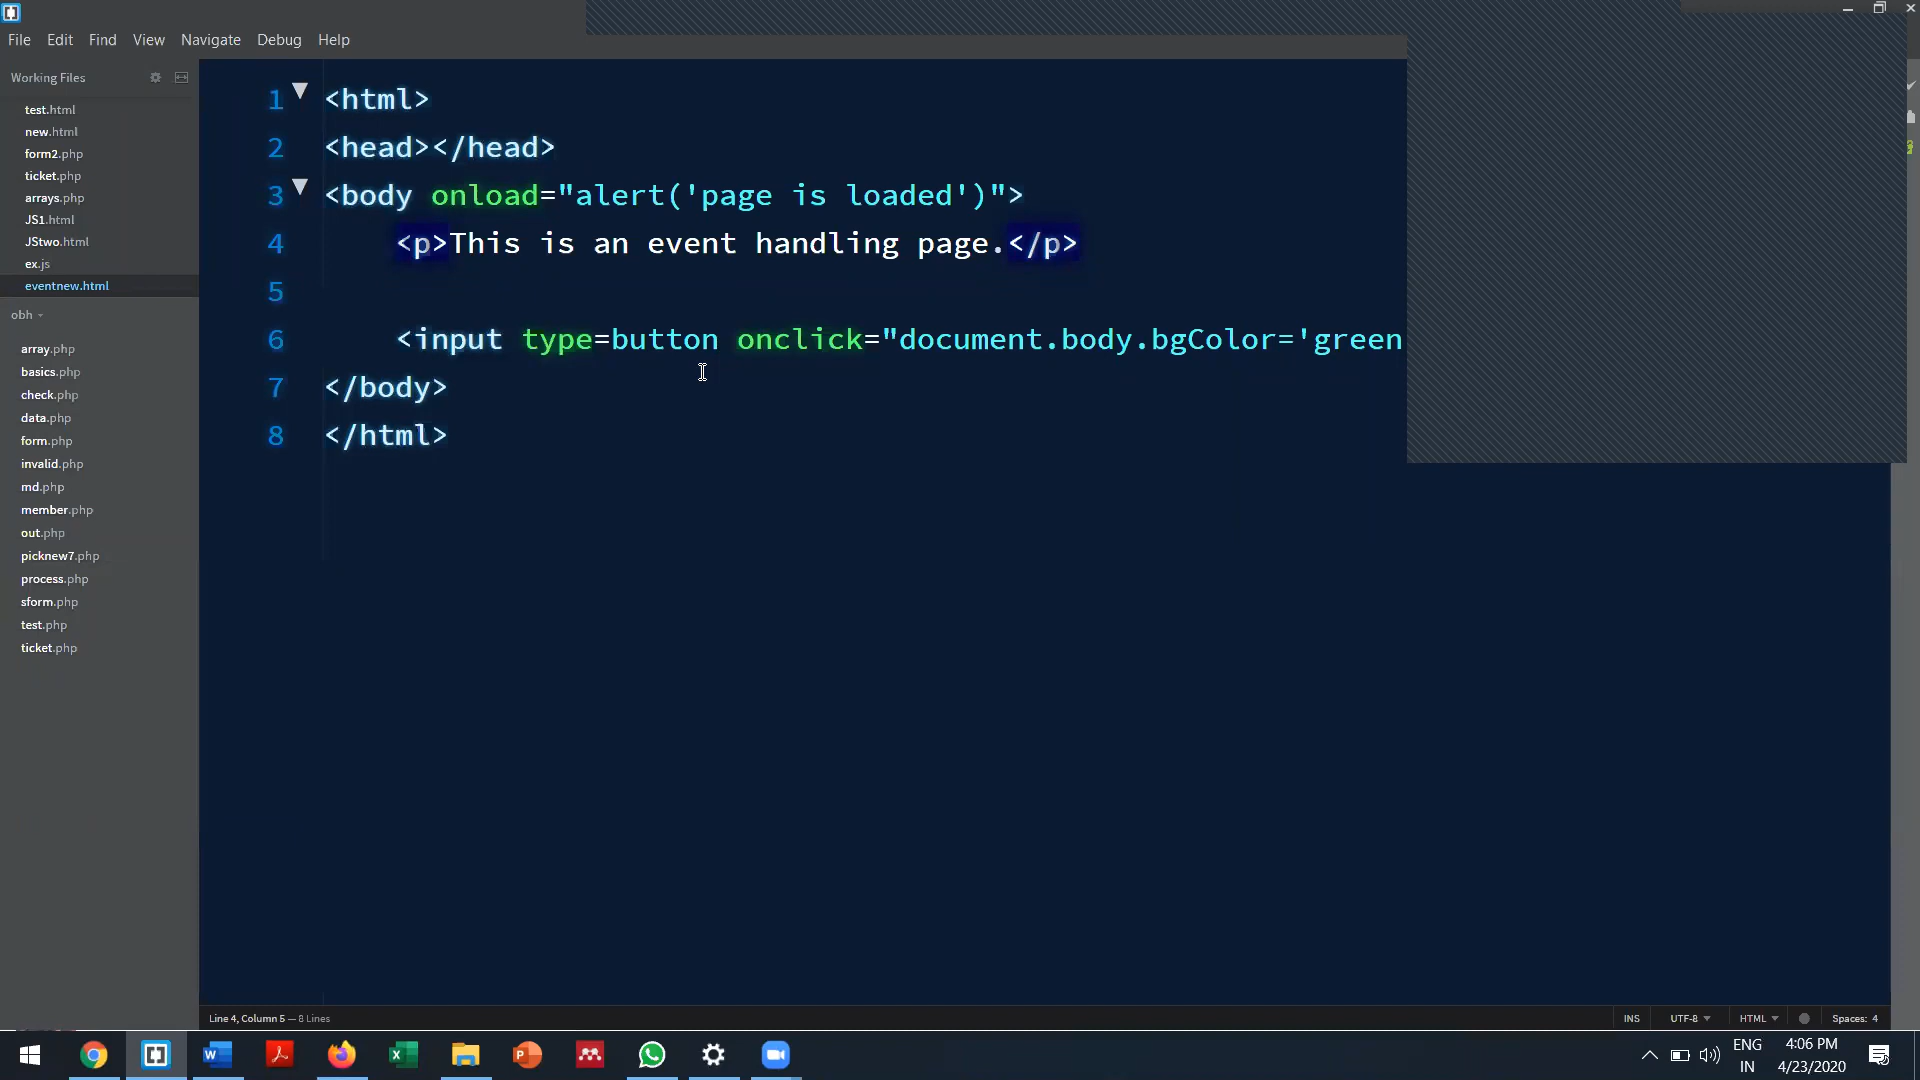 File Edit Find View Navigate Debug Help
Working Files
test.html
new.html
form2.php
ticket.php
arrays.php
JS1.html
JStwo.html
ex.js
eventnew.html
obh
array.php
basics.php
check.php
data.php
form.php
invalid.php
md.php
member.php
out.php
picknew7.php
process.php
sform.php
test.php
ticket.php
1 <html>
2 <head></head>
3 <body onload="alert('page is loaded')">
4 <p>This is an event handling page.</p>
5
6 <input type=button onclick="document.body.bgColor='green
7 </body>
8 </html>
Line 4, Column 5 — 8 Lines
INS UTF-8 HTML Spaces: 4
ENG 4:06 PM
IN 4/23/2020